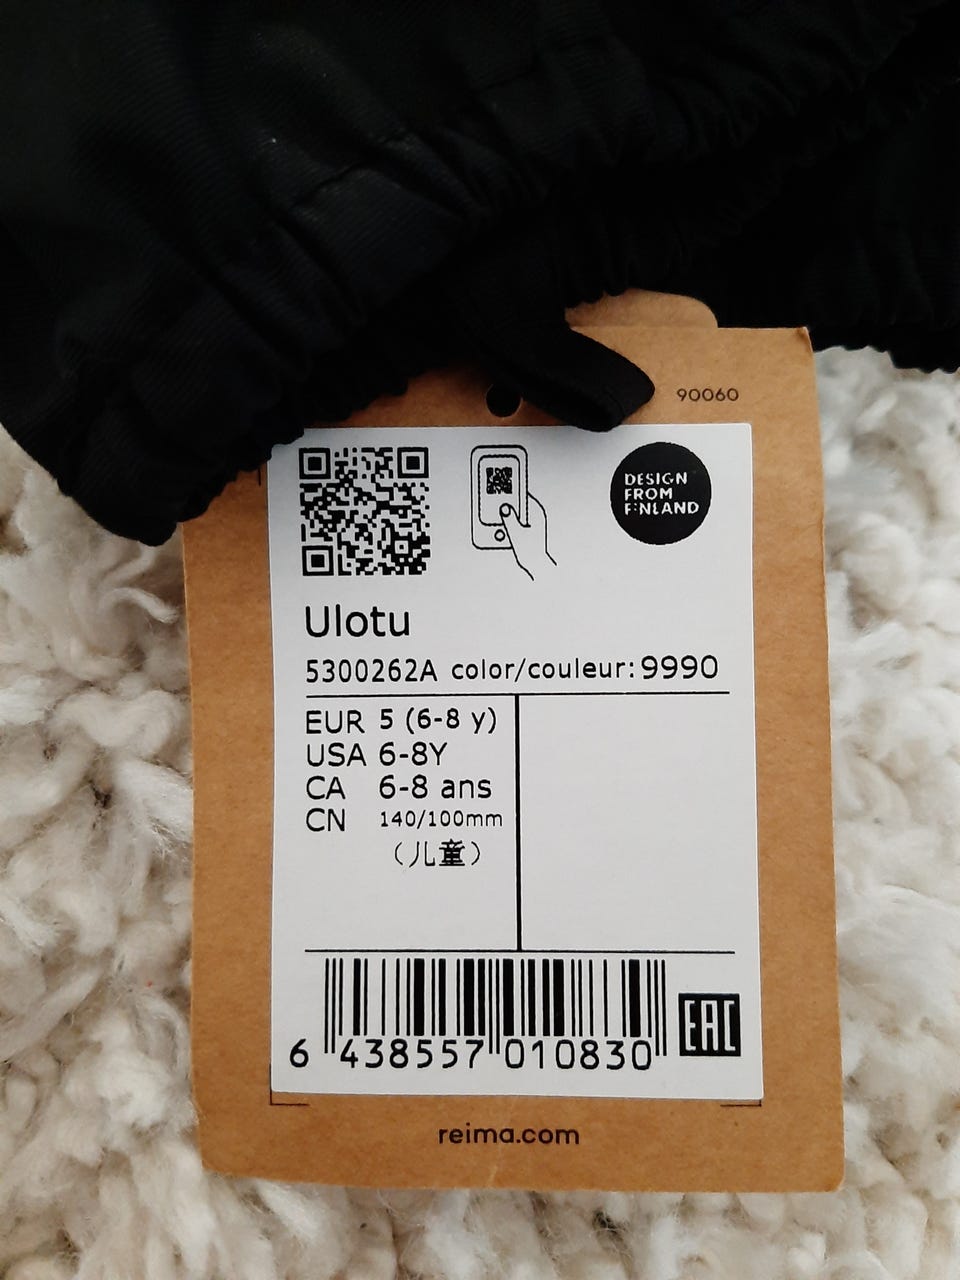 90060
DESIGN
FROM
FINLAND
Ulotu
5300262A color/couleur: 9990
EUR 5 (6-8 y)
USA 6-8Y
CA 6-8 ans
CN 140/100mm
(儿童)
6 438557 010830
EAC
reima.com